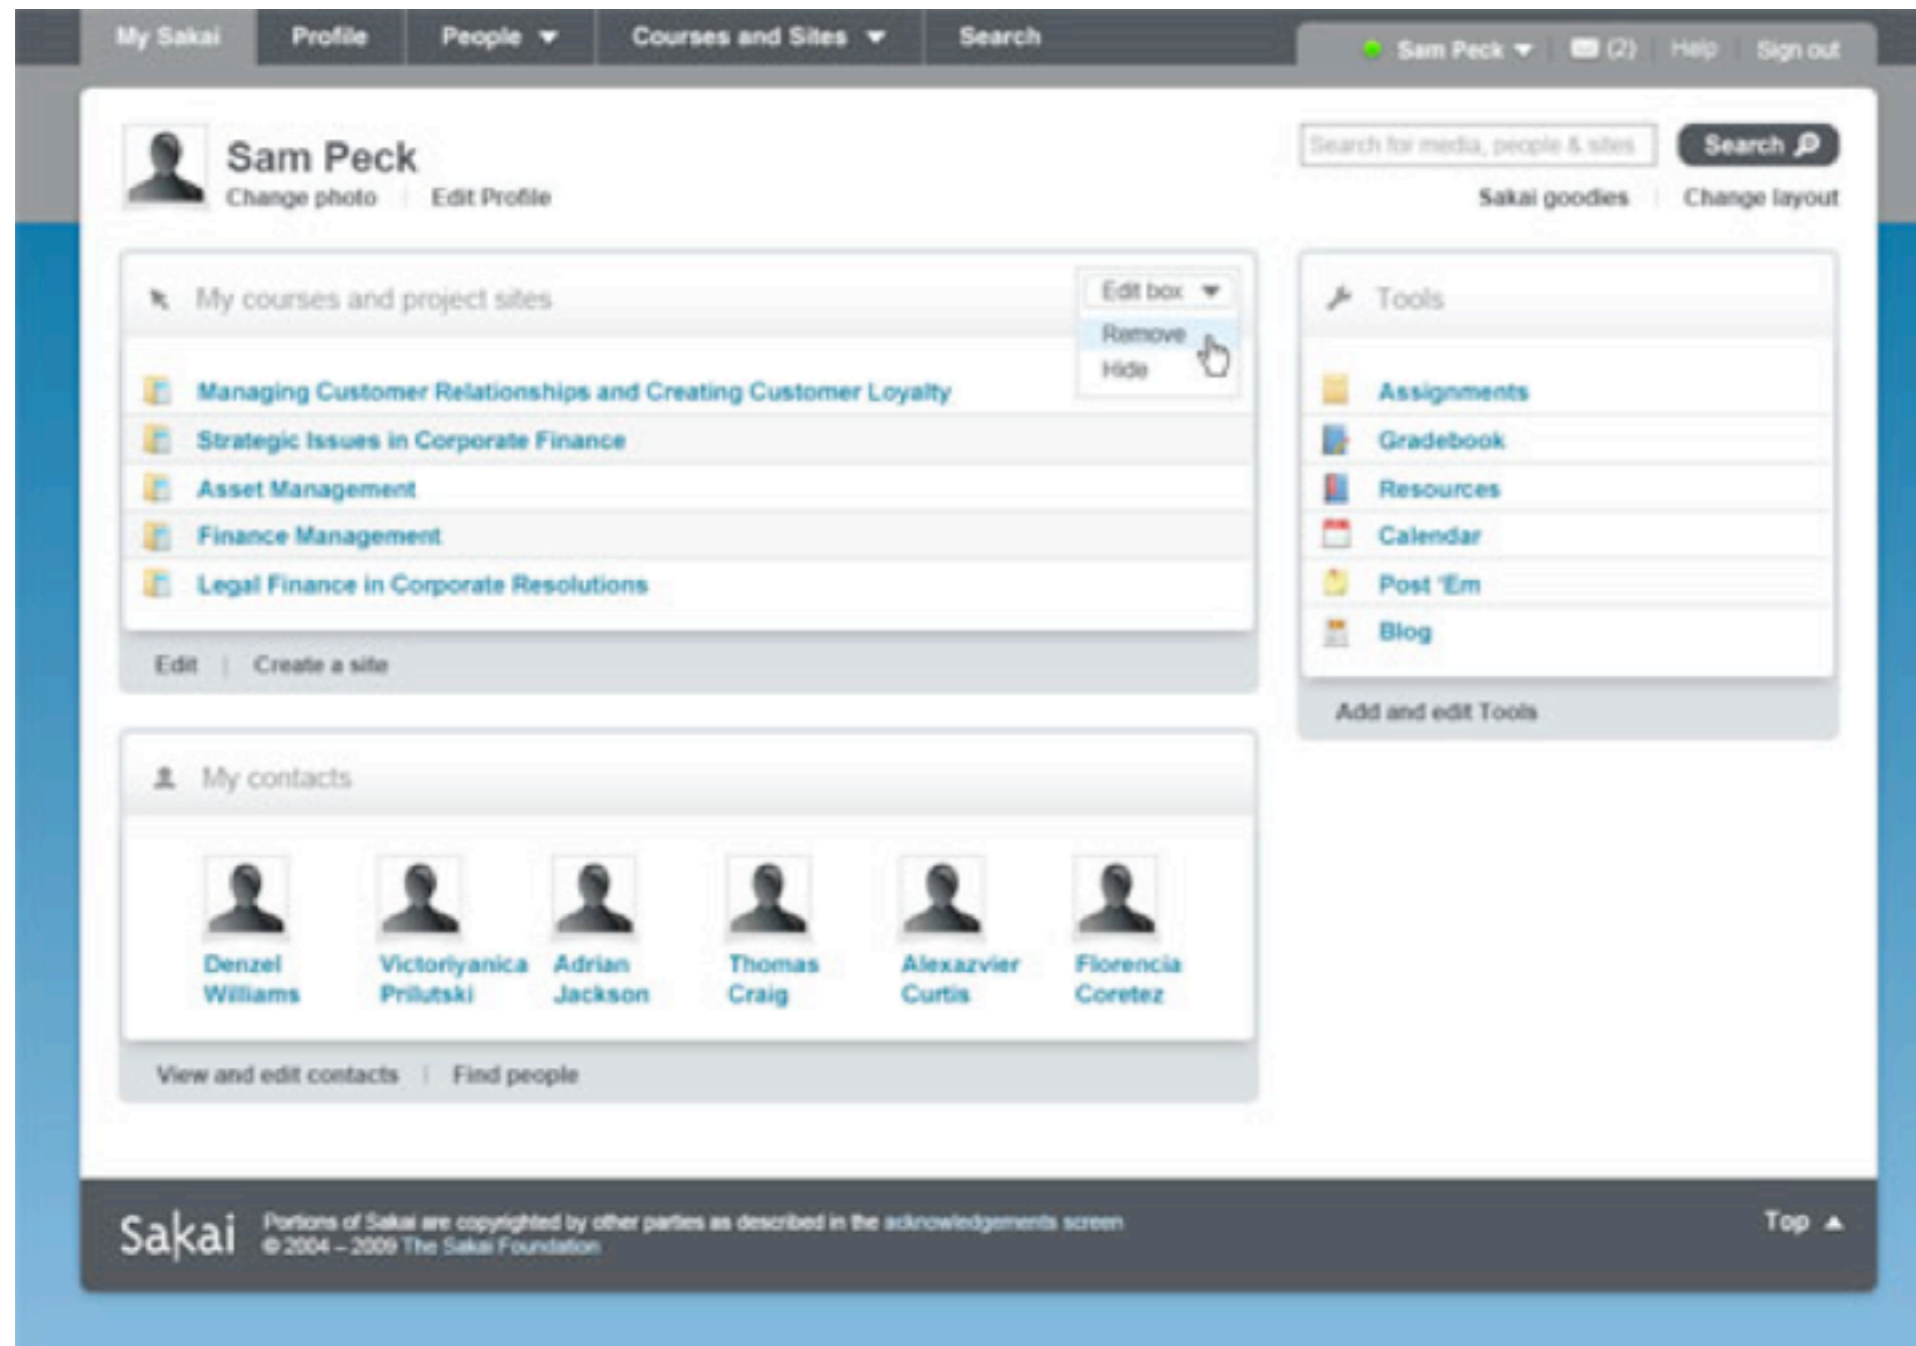 My Sakai Profile People Courses and Sites Search
Sam Peck (2) Help Sign out
Sam Peck
Change photo Edit Profile
Search for media, people & sites Search
Sakai goodies Change layout
My courses and project sites
Edit box
Remove
Hide
Managing Customer Relationships and Creating Customer Loyalty
Strategic Issues in Corporate Finance
Asset Management
Finance Management
Legal Finance in Corporate Resolutions
Edit | Create a site
Tools
Assignments
Gradebook
Resources
Calendar
Post 'Em
Blog
Add and edit Tools
My contacts
Denzel
Williams
Victoriyanica
Prilutski
Adrian
Jackson
Thomas
Craig
Alexazvier
Curtis
Florencia
Coretez
View and edit contacts | Find people
Sakai
Portions of Sakai are copyrighted by other parties as described in the acknowledgements screen
© 2004 – 2009 The Sakai Foundation
Top